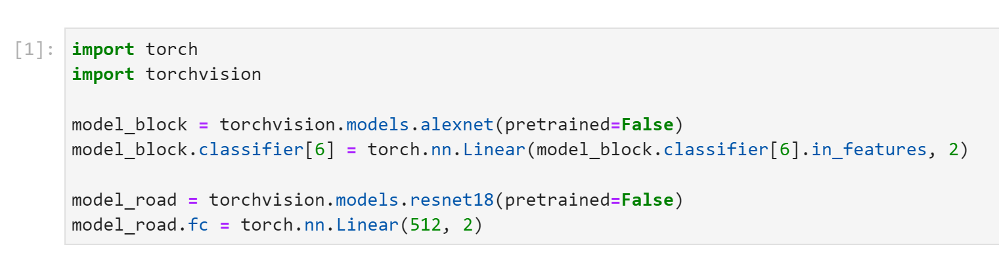 [1]: import torch
import torchvision
model_block = torchvision.models.alexnet(pretrained=False)
model_block.classifier[6] = torch.nn.Linear(model_block.classifier[6].in_features, 2)
model_road = torchvision.models.resnet18(pretrained=False)
model_road.fc = torch.nn.Linear(512, 2)